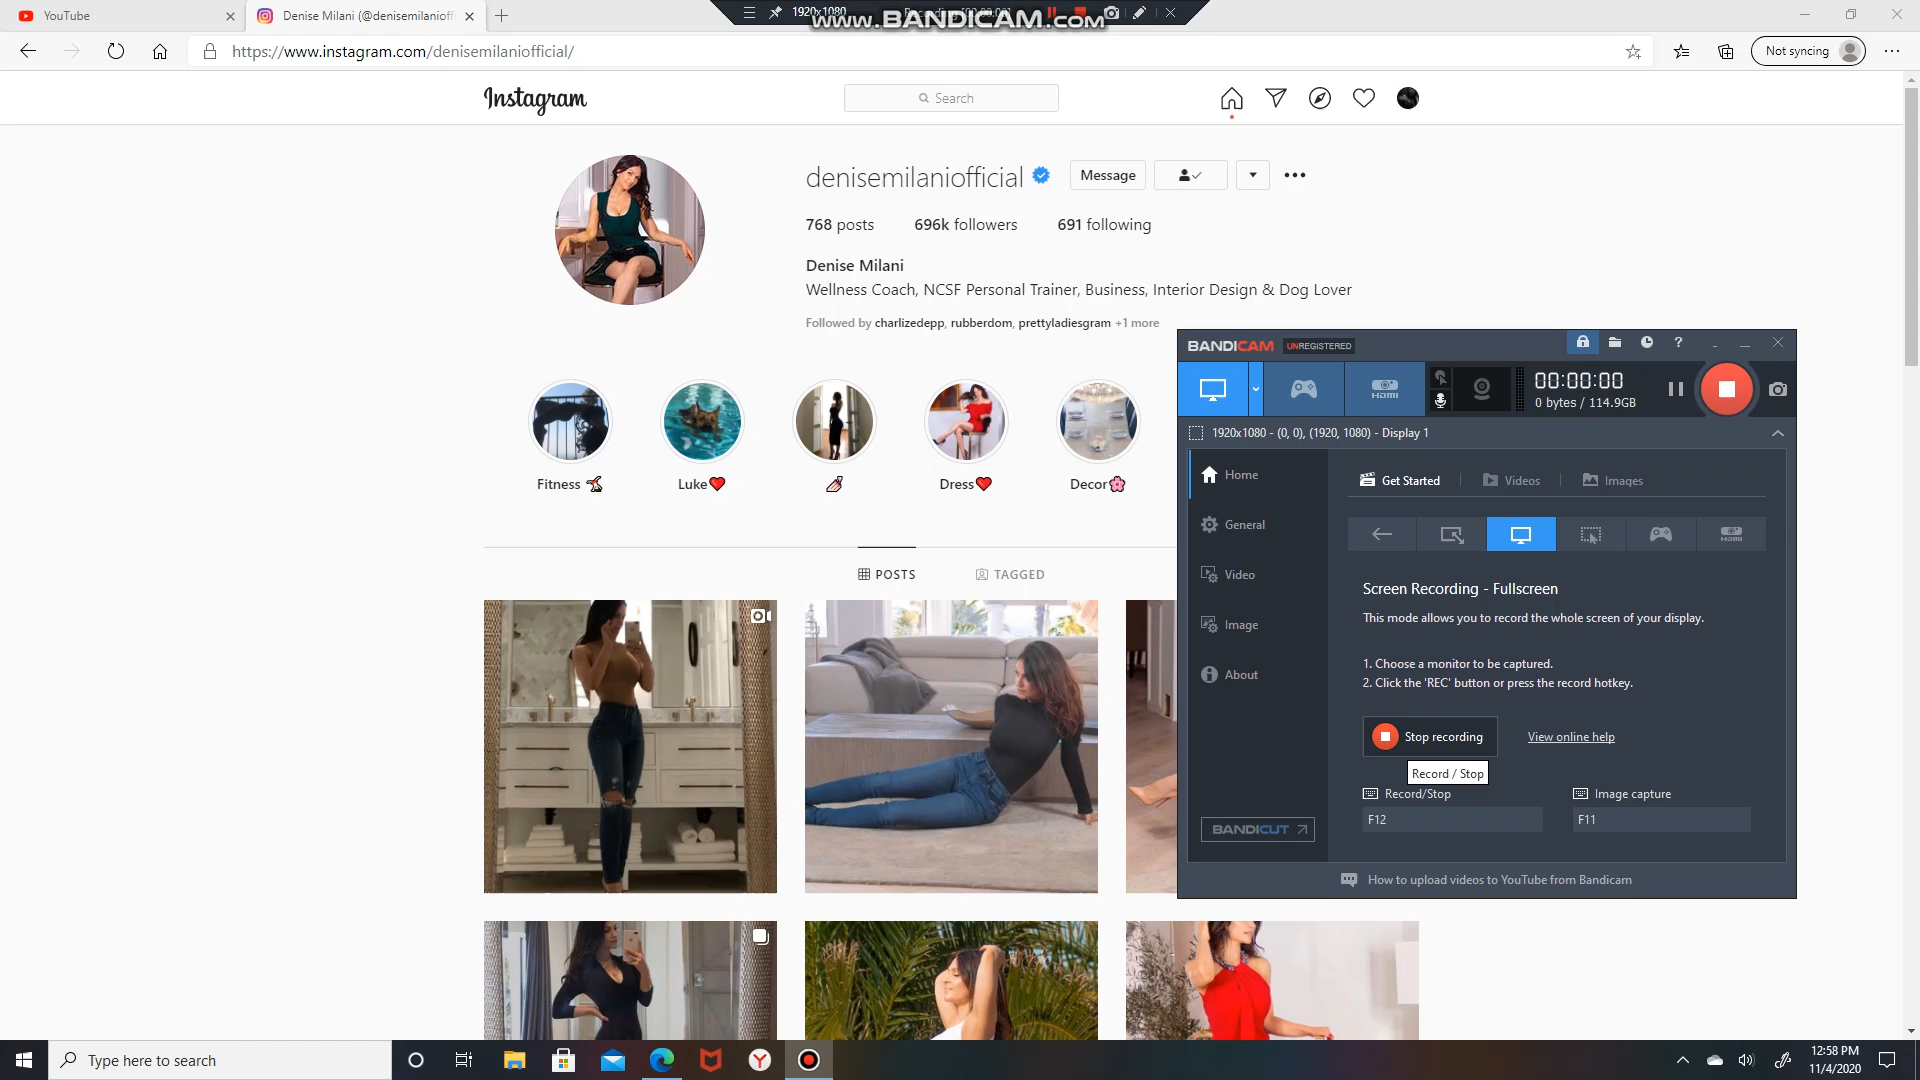 YouTube
Denise Milani (@denisemilanioff
1920x1080
www.BANDICAM.com
https://www.instagram.com/denisemilaniofficial/
Not syncing
Instagram
Search
denisemilaniofficial
Message
768 posts
696k followers
691 following
Denise Milani
Wellness Coach, NCSF Personal Trainer, Business, Interior Design & Dog Lover
Followed by charlizedepp, rubberdom, prettyladiesgram +1 more
Fitness
Luke
Dress
Decor
POSTS
TAGGED
BANDICAM
UNREGISTERED
HDMI
00:00:00
0 bytes / 114.9GB
1920x1080 - (0, 0), (1920, 1080) - Display 1
Home
General
Video
Image
About
BANDICUT
Get Started
Videos
Images
HDMI
Screen Recording - Fullscreen
This mode allows you to record the whole screen of your display.
1. Choose a monitor to be captured.
2. Click the 'REC' button or press the record hotkey.
Stop recording
View online help
Record / Stop
Record/Stop
Image capture
F12
F11
How to upload videos to YouTube from Bandicam
Type here to search
12:58 PM
11/4/2020